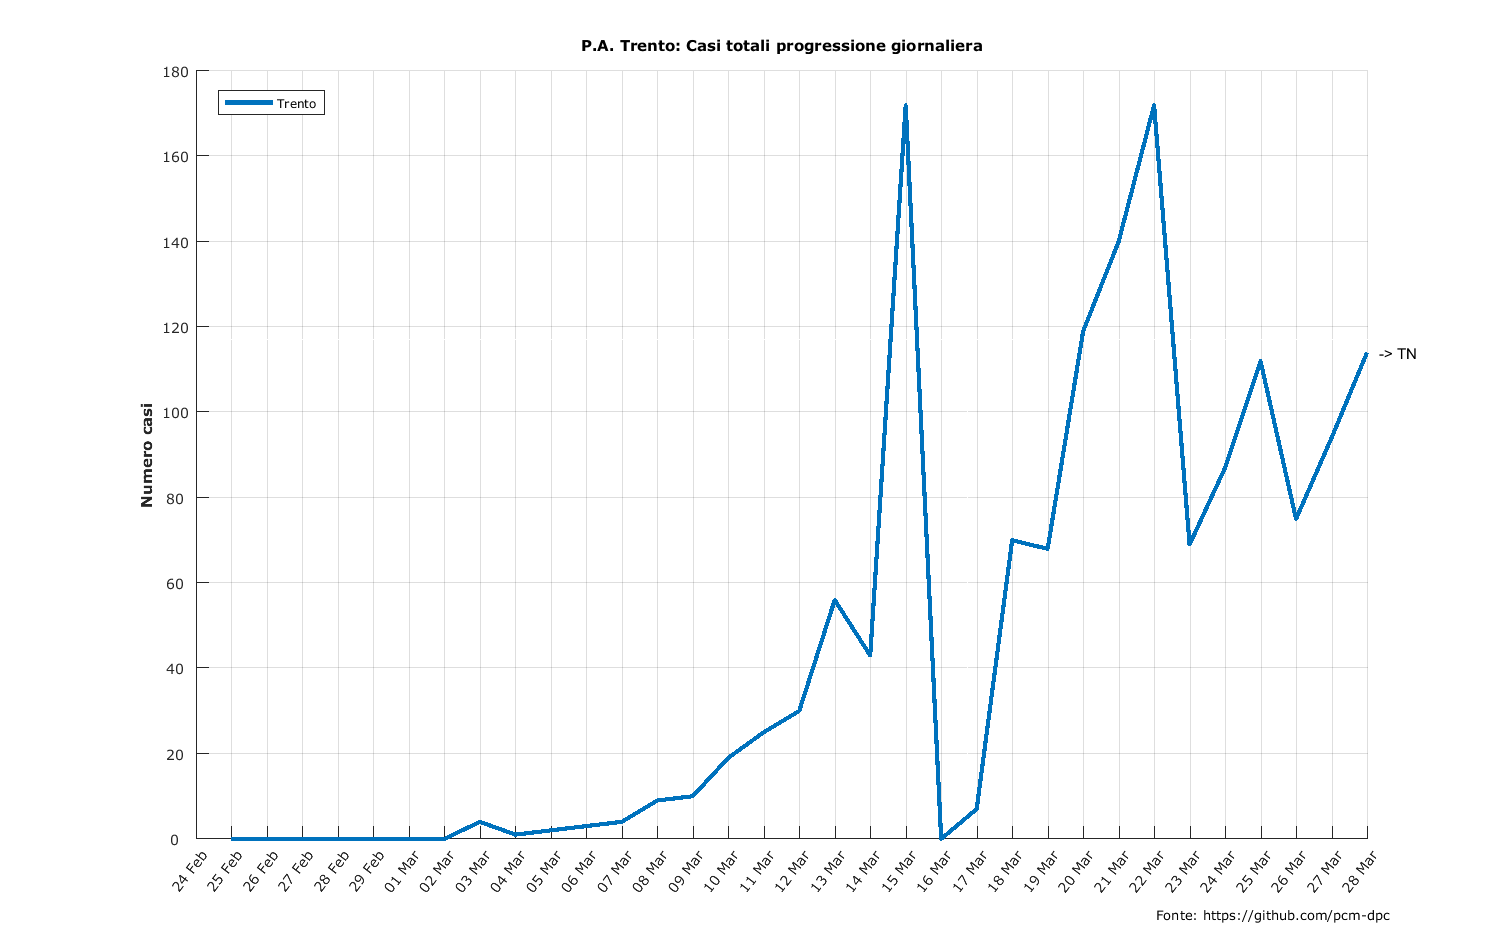 P.A. Trento: Casi totali progressione giornaliera
180
Trento
160
140
120
-> TN
100
Numero casi
80
60
40
20
0
24 Feb
25 Feb
26 Feb
27 Feb
28 Feb
29 Feb
01 Mar
02 Mar
03 Mar
04 Mar
05 Mar
06 Mar
07 Mar
08 Mar
09 Mar
10 Mar
11 Mar
12 Mar
13 Mar
14 Mar
15 Mar
16 Mar
17 Mar
18 Mar
19 Mar
20 Mar
21 Mar
22 Mar
23 Mar
24 Mar
25 Mar
26 Mar
27 Mar
28 Mar
Fonte: https://github.com/pcm-dpc